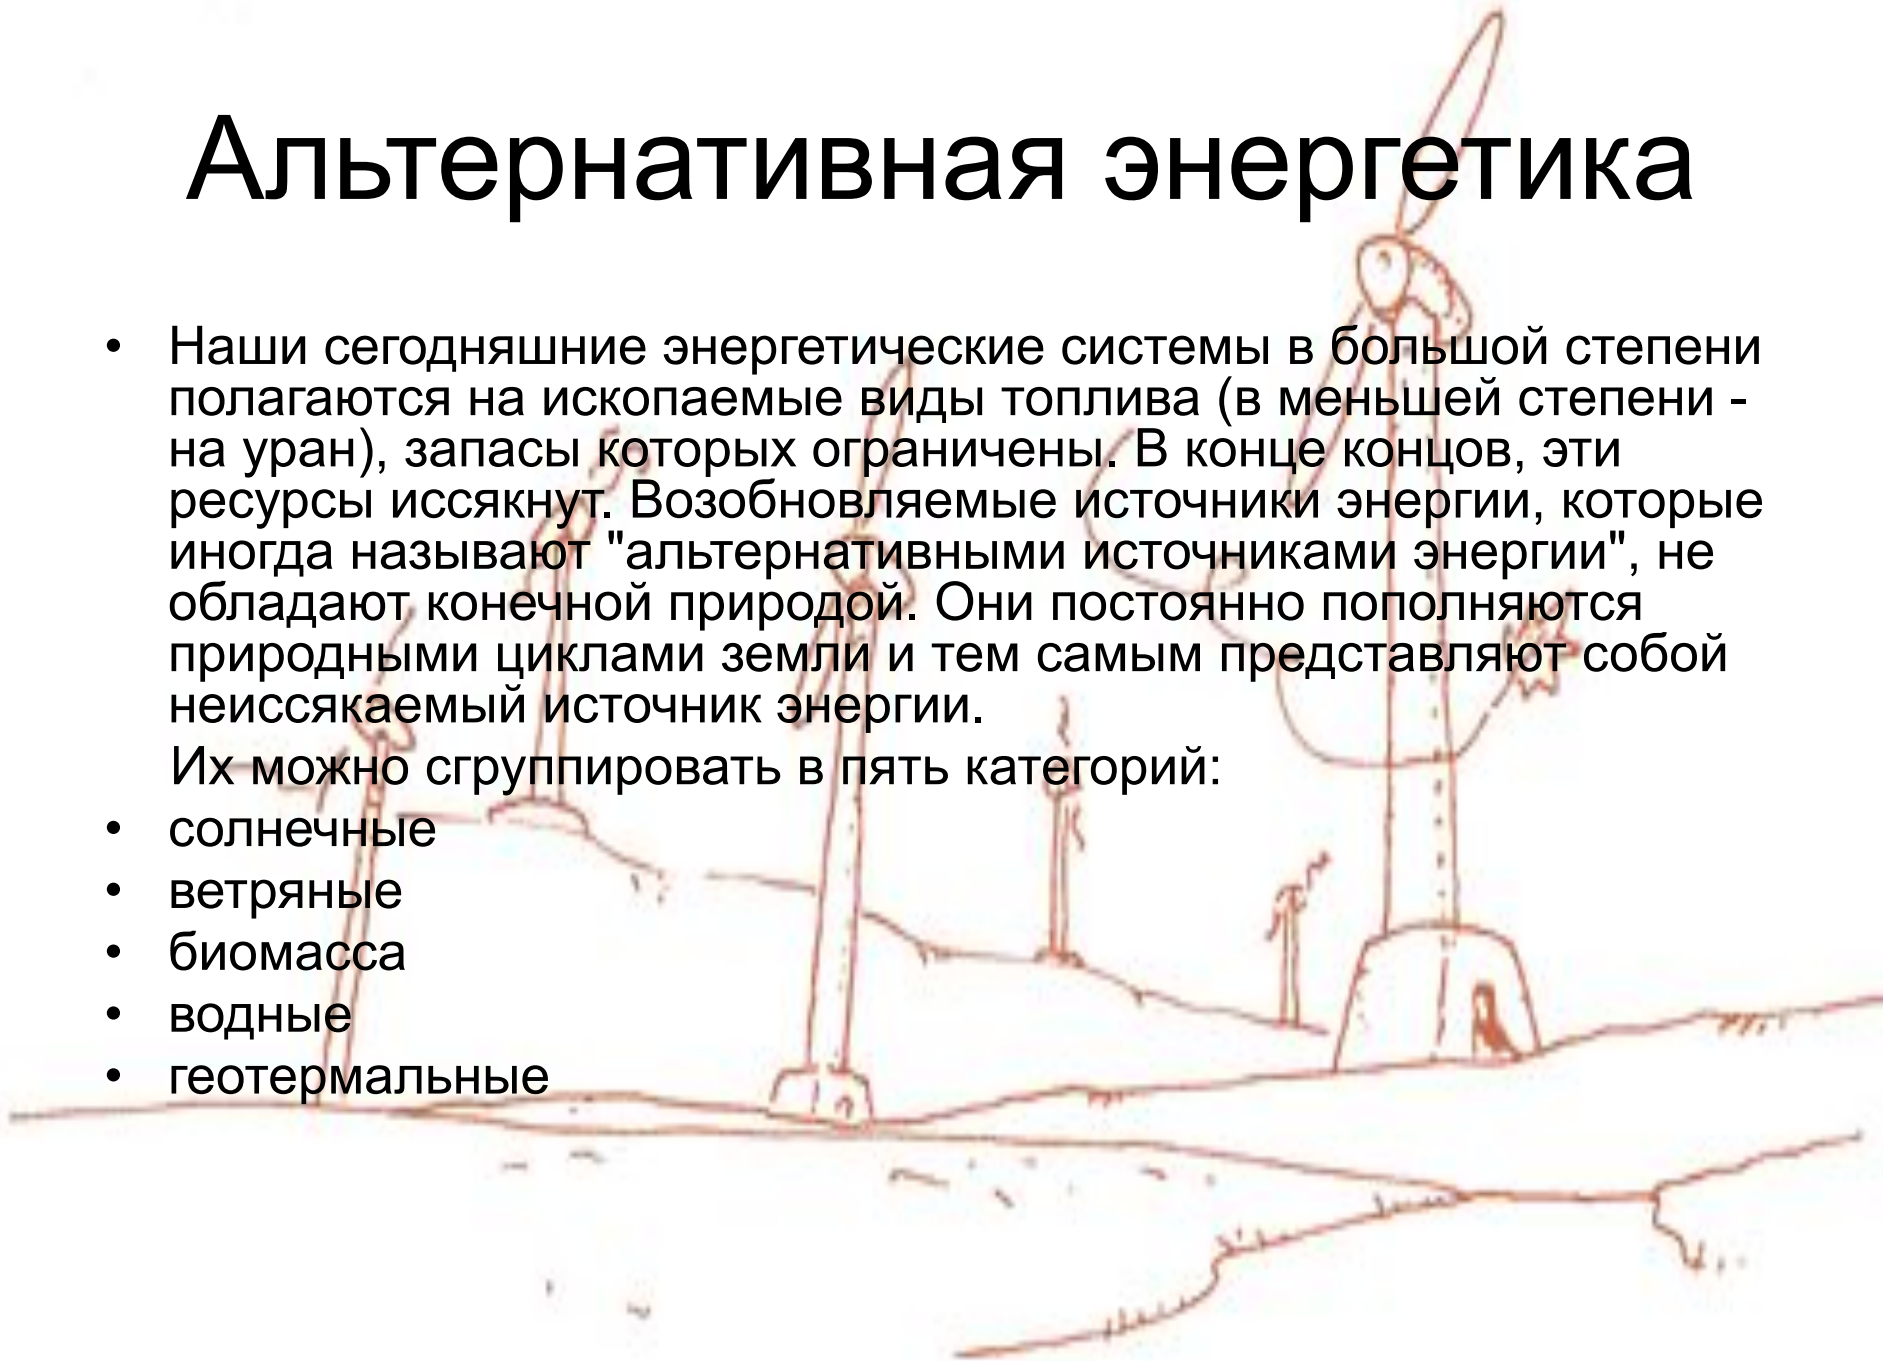 Альтернативная энергетика
• Наши сегодняшние энергетические системы в большой степени
полагаются на ископаемые виды топлива (в меньшей степени -
на уран), запасы которых ограничены. В конце концов, эти
ресурсы иссякнут. Возобновляемые источники энергии, которые
иногда называют "альтернативными источниками энергии", не
обладают конечной природой. Они постоянно пополняются
природными циклами земли и тем самым представляют собой
неиссякаемый источник энергии.
Их можно сгруппировать в пять категорий:
• солнечные
• ветряные
• биомасса
• водные
• геотермальные